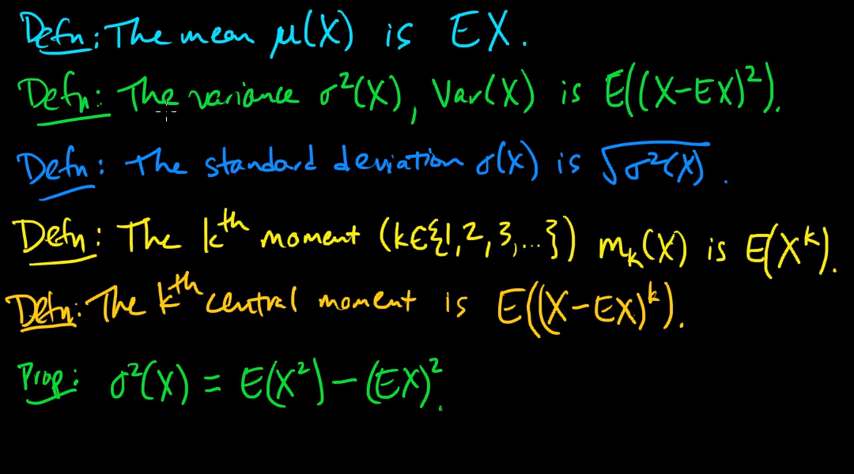 Defn: The mean μ(X) is EX.
Defn: The variance σ²(X), Var(X) is E((X-EX)²).
Defn: The standard deviation σ(X) is √σ²(X).
Defn: The kth moment (k∈{1,2,3,...}) mₖ(X) is E(Xᵏ).
Defn: The kth central moment is E((X-EX)ᵏ).
Prop: σ²(X) = E(X²) - (EX)².